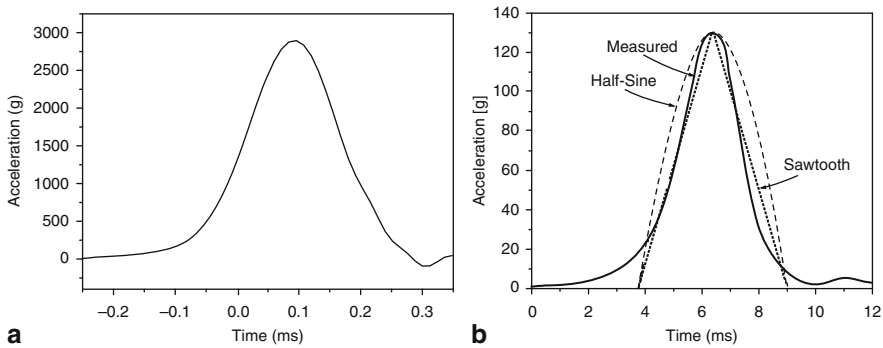 3000
2500
2000
1500
1000
500
0
Acceleration (g)
−0.2 −0.1 0.0 0.1 0.2 0.3
Time (ms)
a
140
120
100
80
60
40
20
0
Acceleration [g]
Measured
Half-Sine
Sawtooth
0 2 4 6 8 10 12
Time (ms)
b